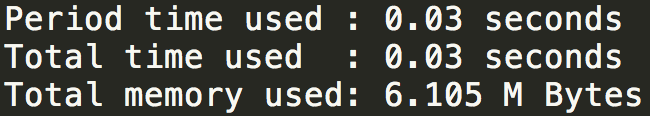 Period time used : 0.03 seconds
Total time used  : 0.03 seconds
Total memory used: 6.105 M Bytes